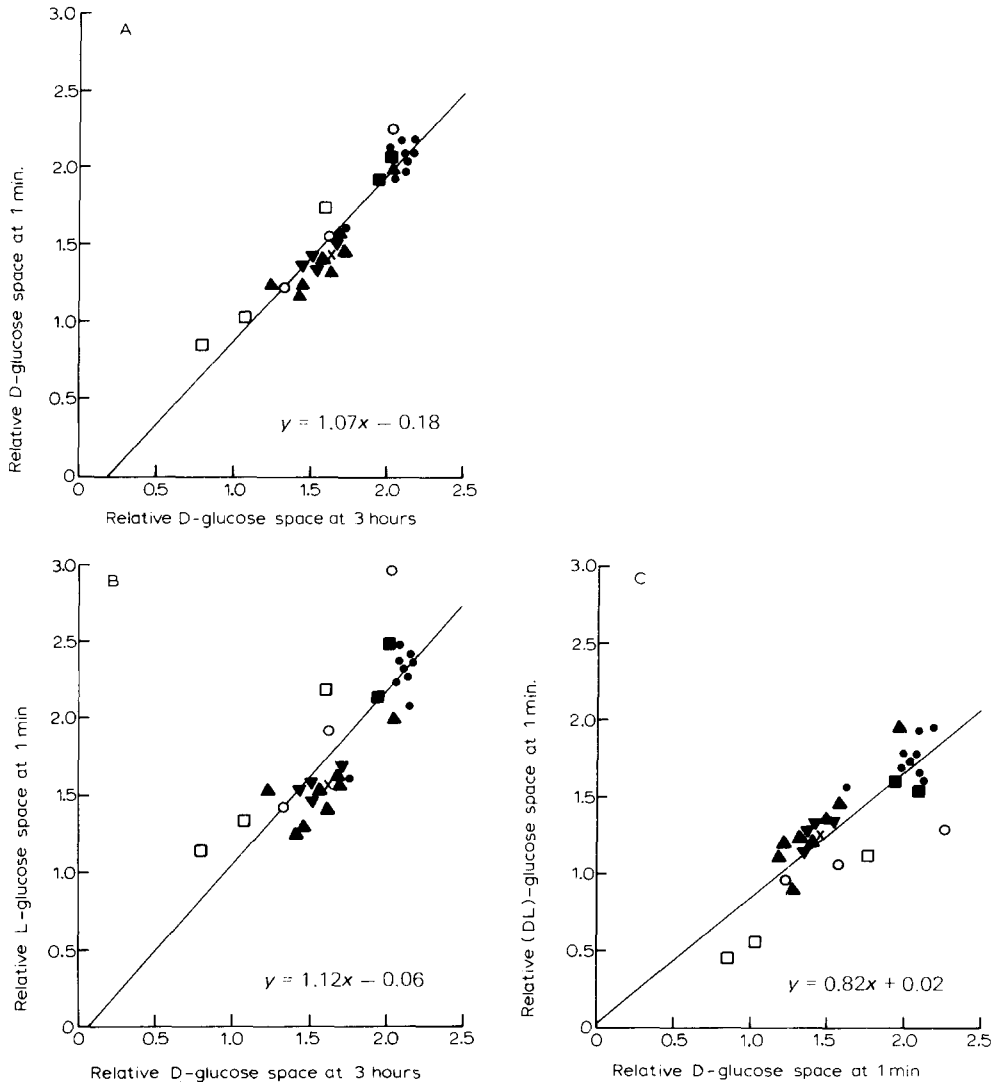 A
3.0
2.5
2.0
1.5
1.0
0.5
0
Relative D-glucose space at 1 min.
y = 1.07x − 0.18
0 0.5 1.0 1.5 2.0 2.5
Relative D-glucose space at 3 hours
B
3.0
2.5
2.0
1.5
1.0
0.5
0
Relative L-glucose space at 1 min
y = 1.12x − 0.06
0 0.5 1.0 1.5 2.0 2.5
Relative D-glucose space at 3 hours
C
3.0
2.5
2.0
1.5
1.0
0.5
0
Relative (DL)-glucose space at 1 min.
y = 0.82x + 0.02
0 0.5 1.0 1.5 2.0 2.5
Relative D-glucose space at 1 min